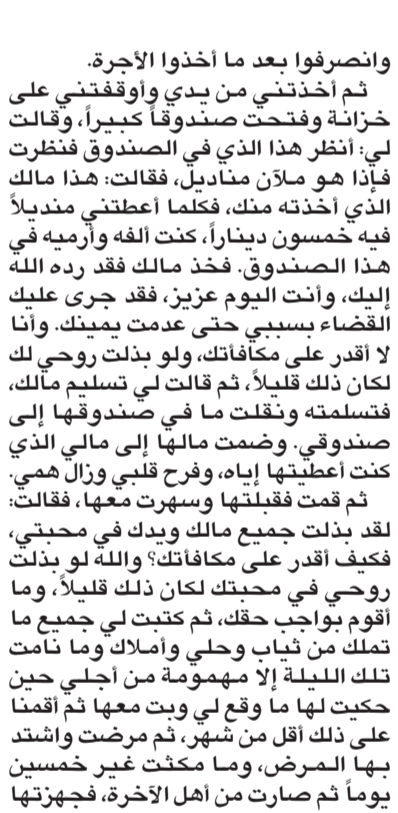 وانصرفوا بعد ما أخذوا الأجرة.
ثم أخذتني من يدي وأوقفتني على
خزانة وفتحت صندوقاً كبيراً، وقالت
لي: أنظر هذا الذي في الصندوق فنظرت
فإذا هو ملآن مناديل، فقالت: هذا مالك
الذي أخذته منك، فكلما أعطتني منديلاً
فيه خمسون ديناراً، كنت ألفه وأرميه في
هذا الصندوق. فخذ مالك فقد رده الله
إليك، وأنت اليوم عزيز، فقد جرى عليك
القضاء بسببي حتى عدمت يمينك. وأنا
لا أقدر على مكافأتك، ولو بذلت روحي لك
لكان ذلك قليلاً، ثم قالت لي تسليم مالك،
فتسلمته ونقلت ما في صندوقها إلى
صندوقي. وضمت مالها إلى مالي الذي
كنت أعطيتها إياه، وفرح قلبي وزال همي.
ثم قمت فقبلتها وسهرت معها، فقالت:
لقد بذلت جميع مالك ويدك في محبتي،
فكيف أقدر على مكافأتك؟ والله لو بذلت
روحي في محبتك لكان ذلك قليلاً، وما
أقوم بواجب حقك، ثم كتبت لي جميع ما
تملك من ثياب وحلي وأملاك وما نامت
تلك الليلة إلا مهمومة من أجلي حين
حكيت لها ما وقع لي وبت معها ثم أقمنا
على ذلك أقل من شهر، ثم مرضت واشتد
بها المرض، وما مكثت غير خمسين
يوماً ثم صارت من أهل الآخرة، فجهزتها